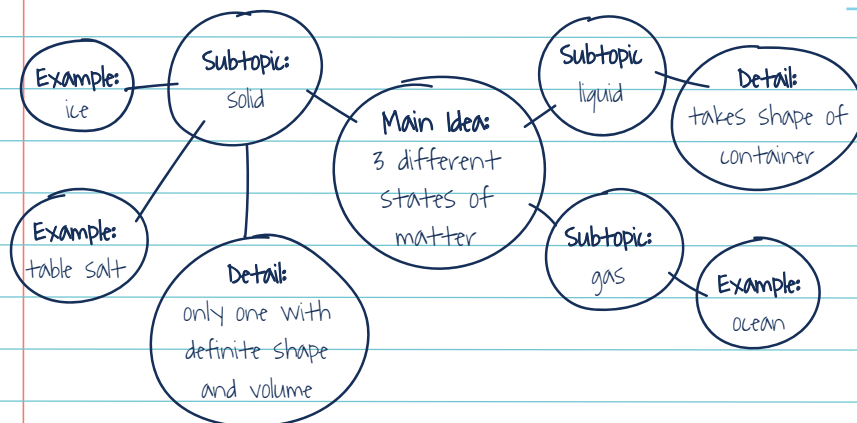 Example:
ice
Subtopic:
solid
Main Idea:
3 different
states of
matter
Subtopic
liquid
Detail:
takes shape of
container
Example:
table salt
Detail:
only one with
definite shape
and volume
Subtopic:
gas
Example:
ocean